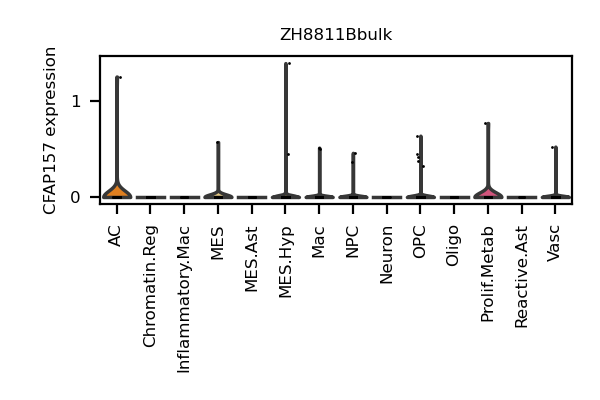 ZH8811Bbulk
CFAP157 expression
1
0
AC
Chromatin.Reg
Inflammatory.Mac
MES
MES.Ast
MES.Hyp
Mac
NPC
Neuron
OPC
Oligo
Prolif.Metab
Reactive.Ast
Vasc